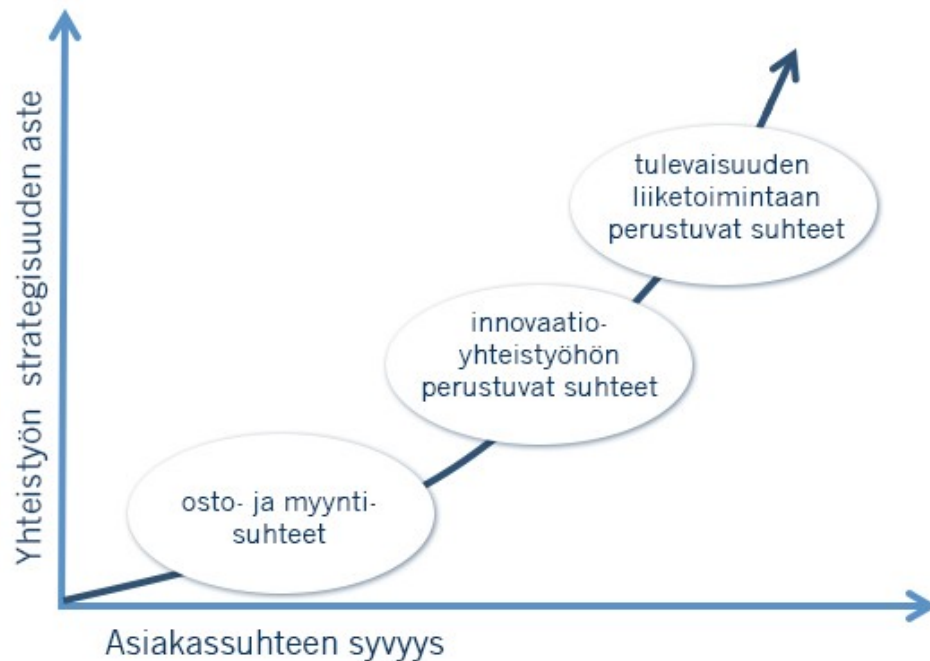 Yhteistyön strategisuuden aste
tulevaisuuden
liiketoimintaan
perustuvat suhteet
innovaatio-
yhteistyöhön
perustuvat suhteet
osto- ja myynti-
suhteet
Asiakassuhteen syvyys